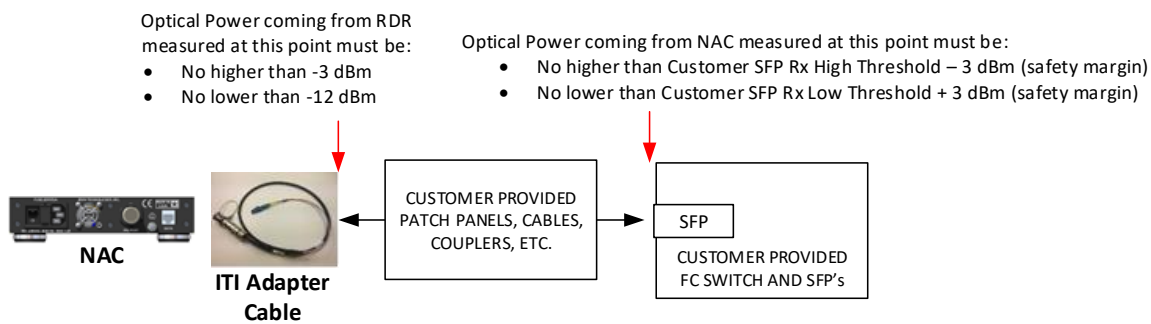 Optical Power coming from RDR
measured at this point must be:
• No higher than -3 dBm
• No lower than -12 dBm
Optical Power coming from NAC measured at this point must be:
• No higher than Customer SFP Rx High Threshold – 3 dBm (safety margin)
• No lower than Customer SFP Rx Low Threshold + 3 dBm (safety margin)
NAC
ITI Adapter
Cable
CUSTOMER PROVIDED
PATCH PANELS, CABLES,
COUPLERS, ETC.
SFP
CUSTOMER PROVIDED
FC SWITCH AND SFP's